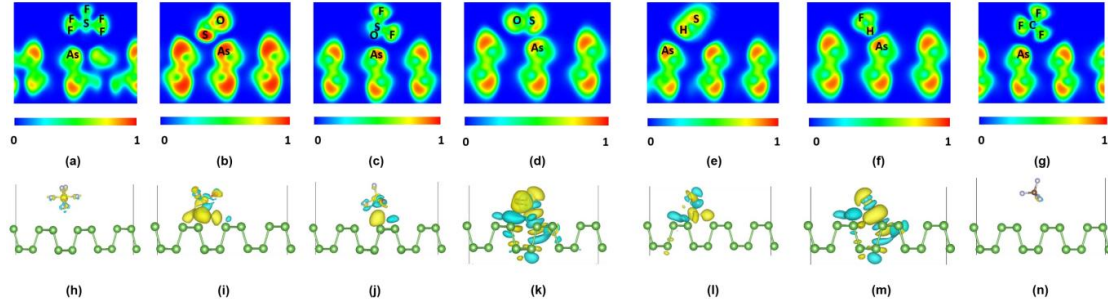 F
F F
S
F F
As
O
S
As
F
S
O F
As
O S
As
S
H
As
F
H
As
F C
F
As
0 1
0 1
0 1
0 1
0 1
0 1
0 1
(a) (b) (c) (d) (e) (f) (g)
(h) (i) (j) (k) (l) (m) (n)